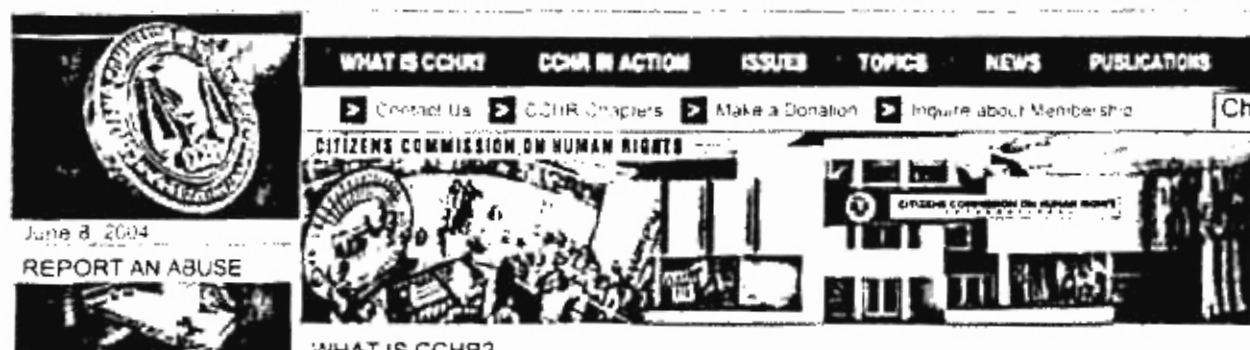 WHAT IS CCHR? CCHR IN ACTION ISSUES TOPICS NEWS PUBLICATIONS
Contact Us CCHR Chapters Make a Donation Inquire about Membership Ch
CITIZENS COMMISSION ON HUMAN RIGHTS
CITIZENS COMMISSION ON HUMAN RIGHTS
June 8, 2004
REPORT AN ABUSE
WHAT IS CCHR?